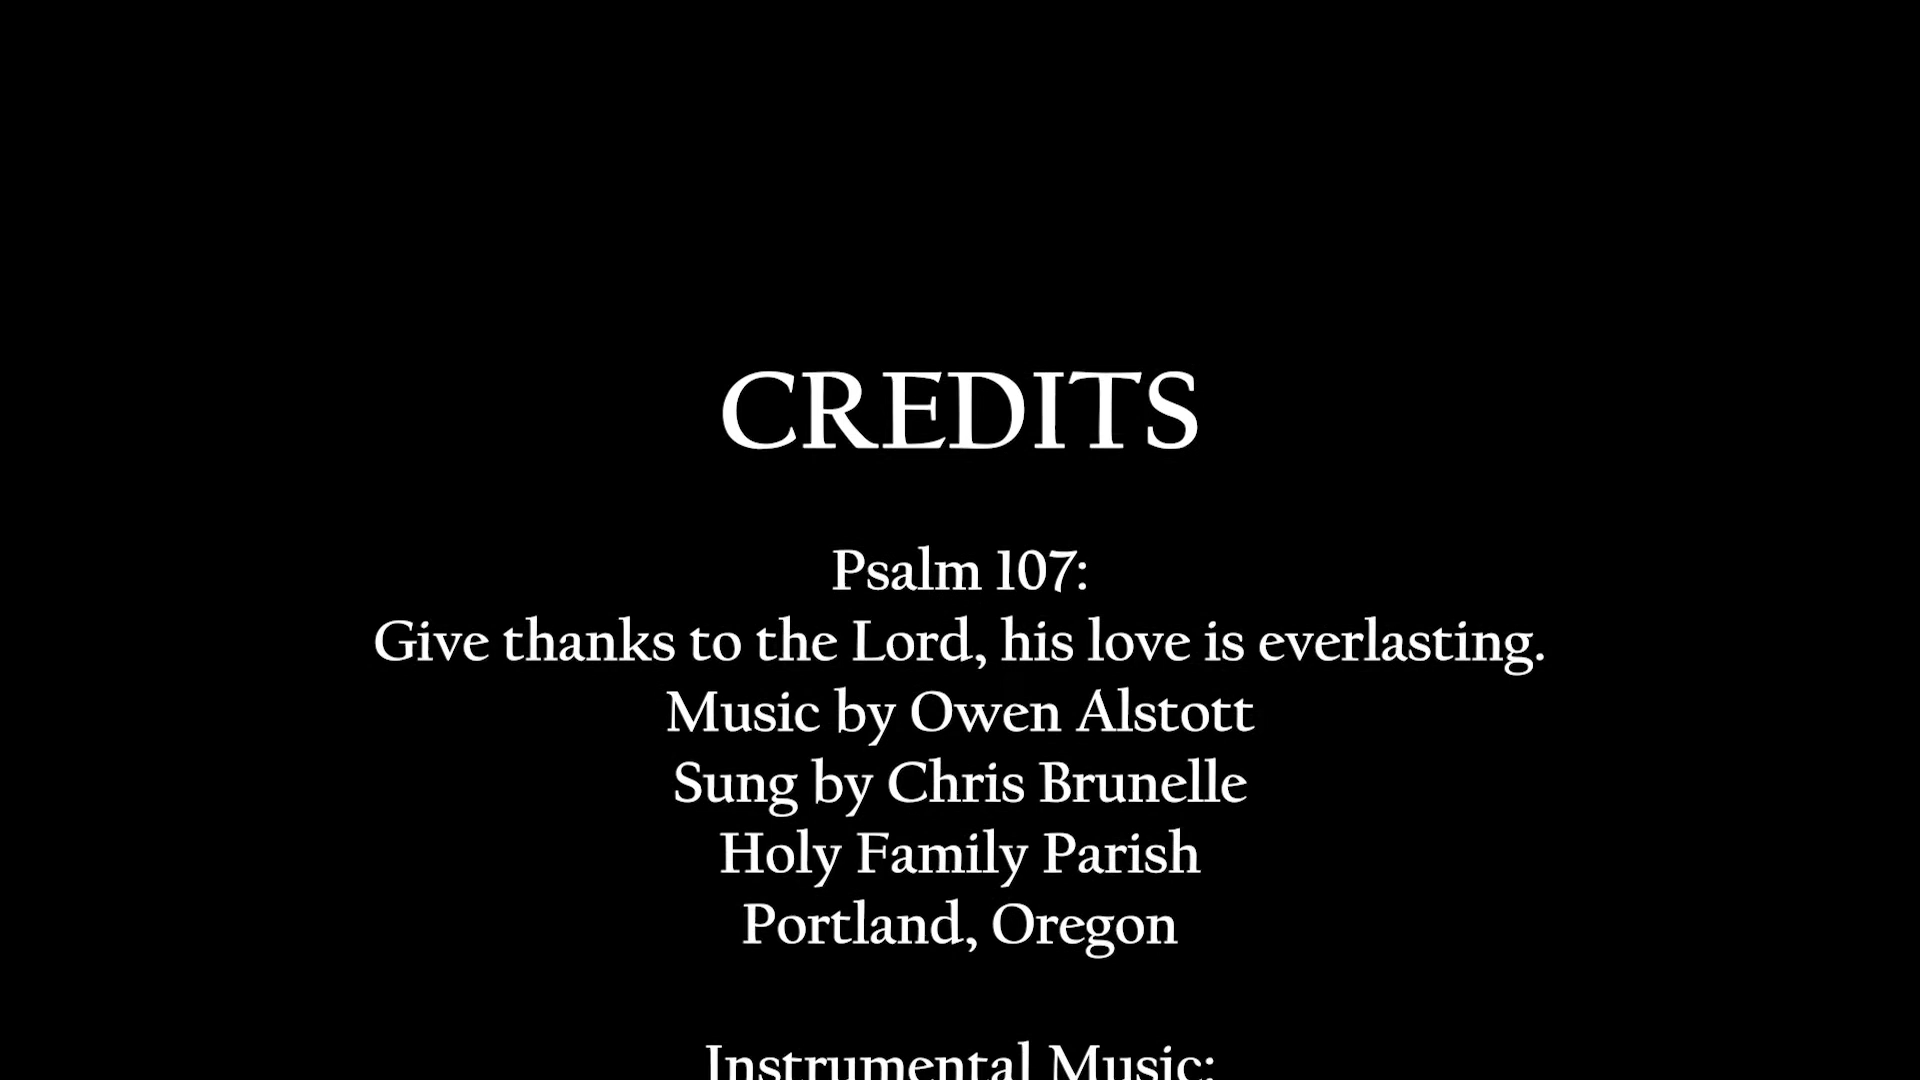 CREDITS
Psalm 107:
Give thanks to the Lord, his love is everlasting.
Music by Owen Alstott
Sung by Chris Brunelle
Holy Family Parish
Portland, Oregon
Instrumental Music: